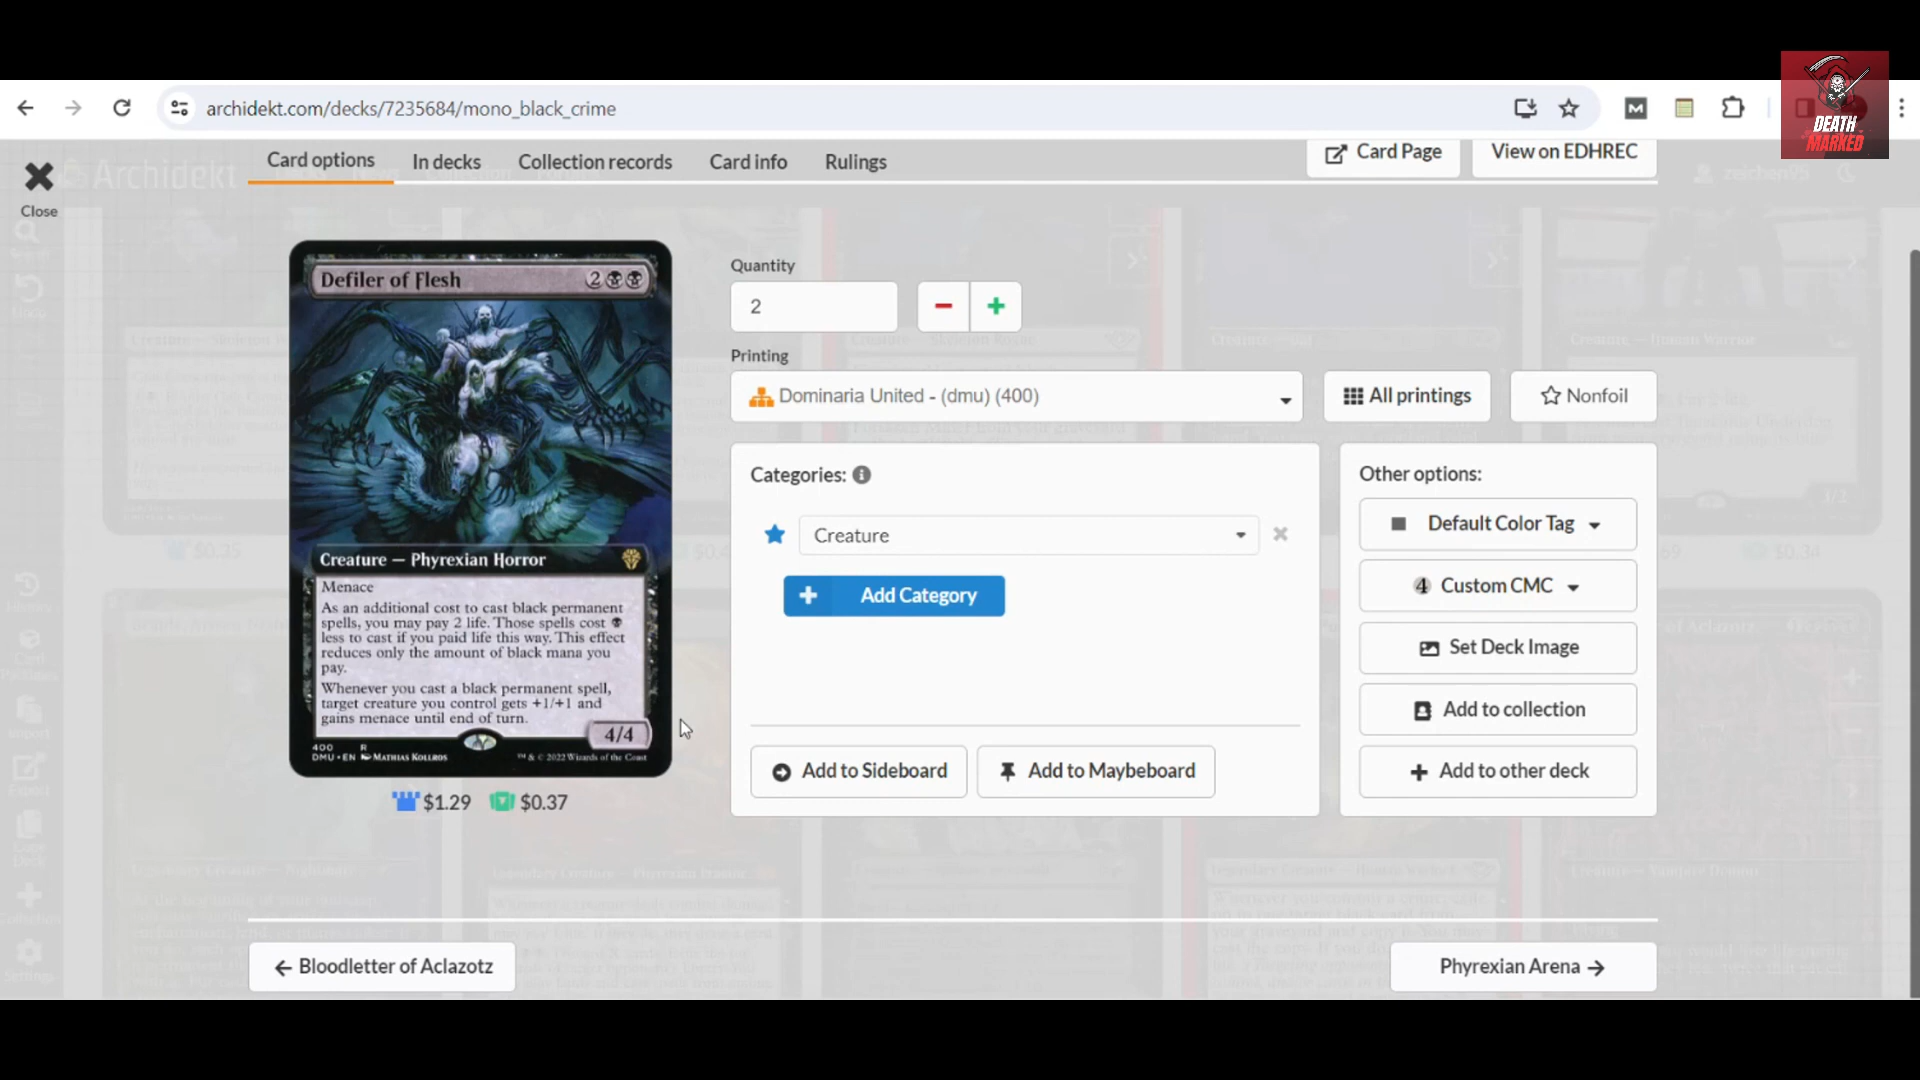 DEATH
MARKED
archidekt.com/decks/7235684/mono_black_crime
Close
Card options
In decks
Collection records
Card info
Rulings
Card Page
View on EDHREC
Archidekt
Defiler of Flesh 2
Creature — Phyrexian Horror
Menace
As an additional cost to cast black permanent
spells, you may pay 2 life. Those spells cost
less to cast if you paid life this way. This effect
reduces only the amount of black mana you
pay.
Whenever you cast a black permanent spell,
target creature you control gets +1/+1 and
gains menace until end of turn.
4/4
400 R
DMU • EN MATHIAS KOLLROS
™ & © 2022 Wizards of the Coast
$1.29 $0.37
Quantity
2
Printing
Dominaria United - (dmu) (400)
All printings
Nonfoil
Categories:
Creature
Add Category
Add to Sideboard
Add to Maybeboard
Other options:
Default Color Tag
4 Custom CMC
Set Deck Image
Add to collection
Add to other deck
Bloodletter of Aclazotz
Phyrexian Arena